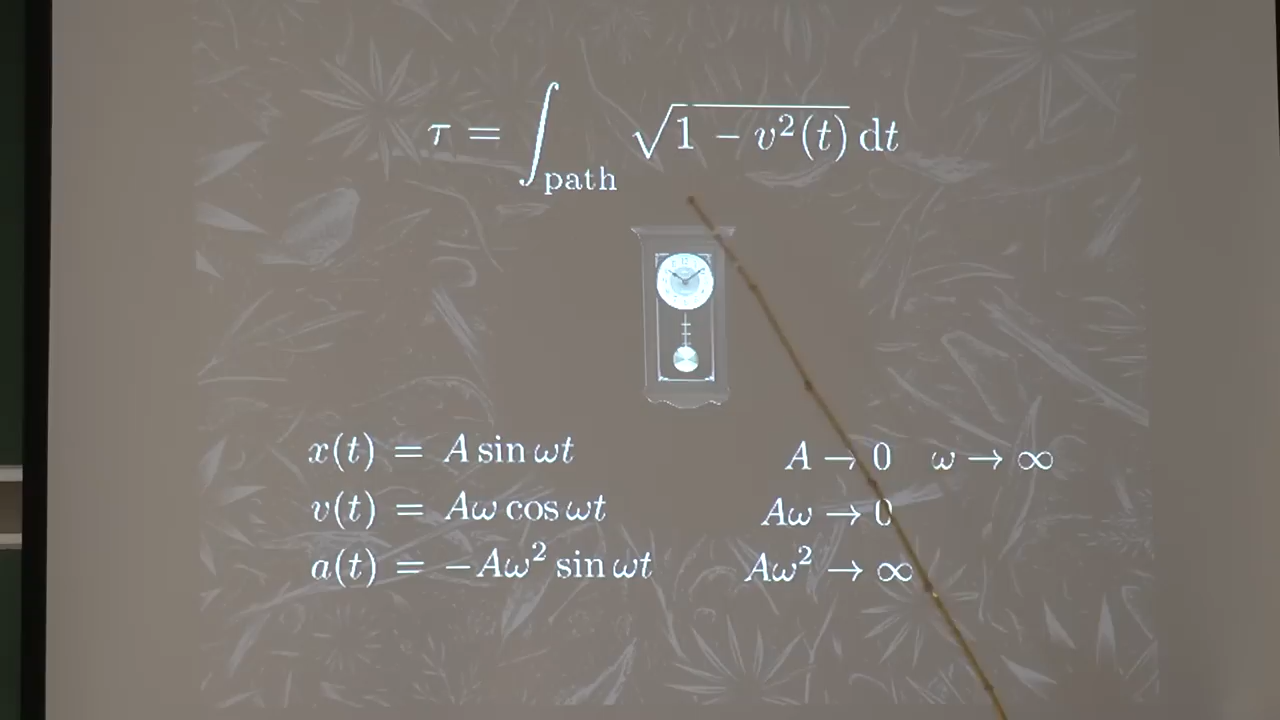 τ = ∫_path √(1 − v²(t)) dt
x(t) = A sin ωt
v(t) = Aω cos ωt
a(t) = −Aω² sin ωt
A → 0 ω → ∞
Aω → 0
Aω² → ∞